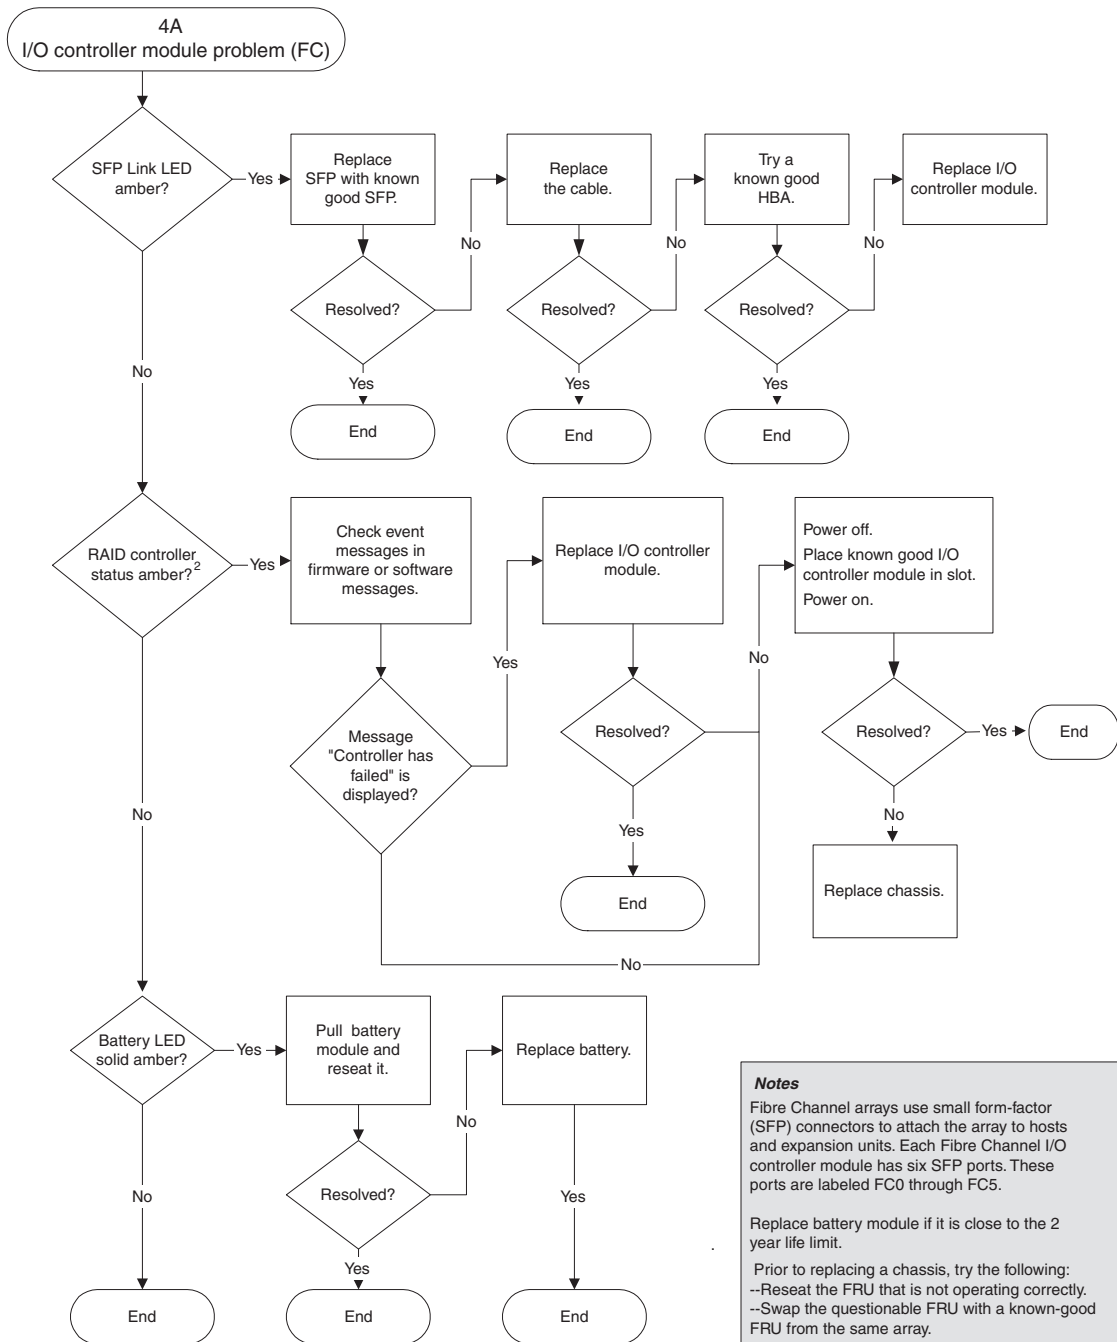 4A
I/O controller module problem (FC)
SFP Link LED
amber?
Yes
Replace
SFP with known
good SFP.
No
Replace
the cable.
No
Try a
known good
HBA.
No
Replace I/O
controller module.
Resolved?
Resolved?
Resolved?
Yes
Yes
Yes
End
End
End
No
RAID controller
status amber?2
Yes
Check event
messages in
firmware or software
messages.
Yes
Replace I/O controller
module.
No
Power off.
Place known good I/O
controller module in slot.
Power on.
Message
"Controller has
failed" is
displayed?
Resolved?
Resolved?
Yes
End
Yes
No
End
Replace chassis.
No
No
Battery LED
solid amber?
Yes
Pull battery
module and
reseat it.
No
Replace battery.
Resolved?
No
Yes
Yes
End
End
End
Notes
Fibre Channel arrays use small form-factor
(SFP) connectors to attach the array to hosts
and expansion units. Each Fibre Channel I/O
controller module has six SFP ports. These
ports are labeled FC0 through FC5.
Replace battery module if it is close to the 2
year life limit.
Prior to replacing a chassis, try the following:
--Reseat the FRU that is not operating correctly.
--Swap the questionable FRU with a known-good
FRU from the same array.